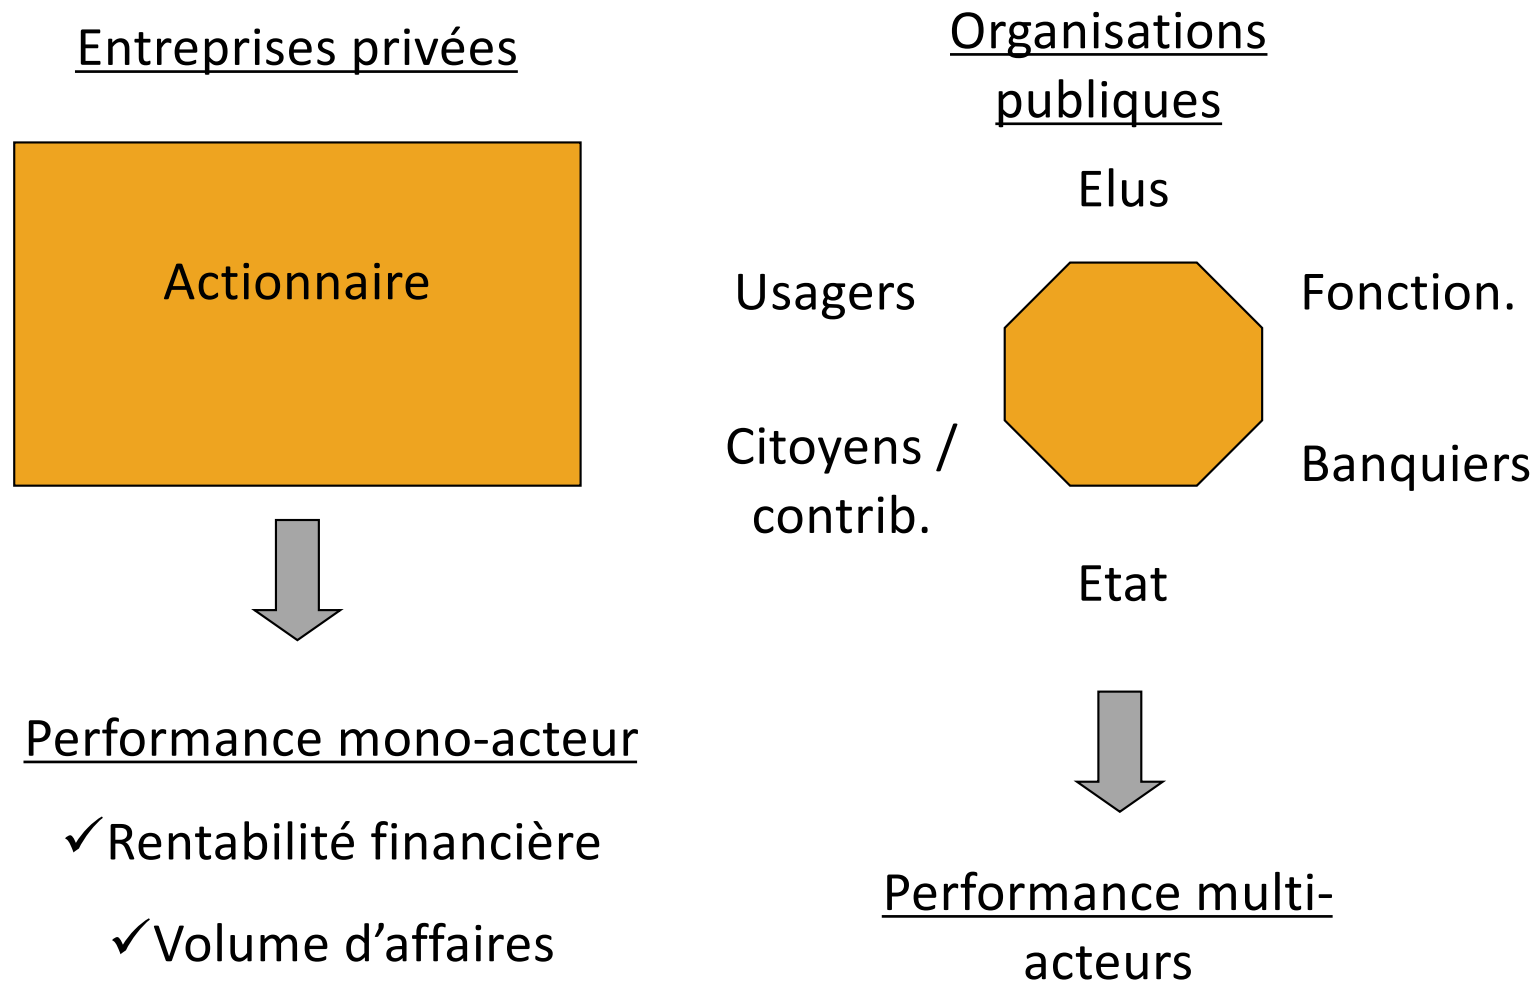 Entreprises privées
Actionnaire
Performance mono-acteur
✓Rentabilité financière
✓Volume d’affaires
Organisations
publiques
Elus
Usagers
Fonction.
Citoyens /
contrib.
Banquiers
Etat
Performance multi-
acteurs